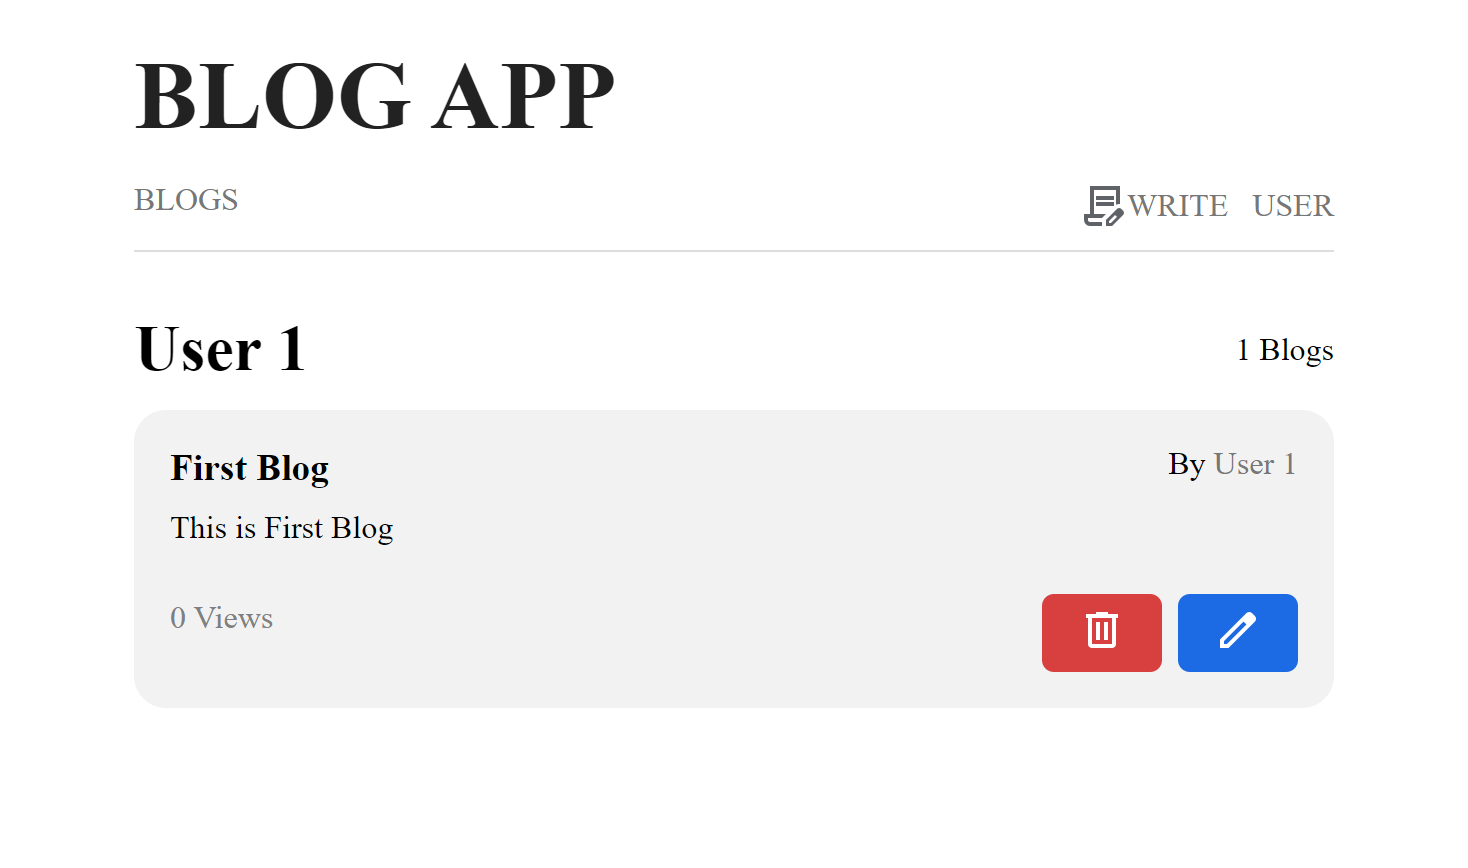 BLOG APP
BLOGS WRITE USER
User 1 1 Blogs
First Blog By User 1
This is First Blog
0 Views